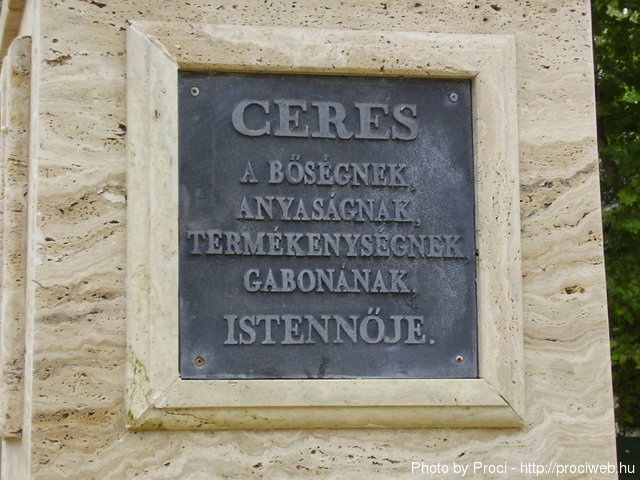 CERES
A BŐSÉGNEK,
ANYASÁGNAK,
TERMÉKENYSÉGNEK,
GABONÁNAK,
ISTENNŐJE.
Photo by Proci - http://prociweb.hu